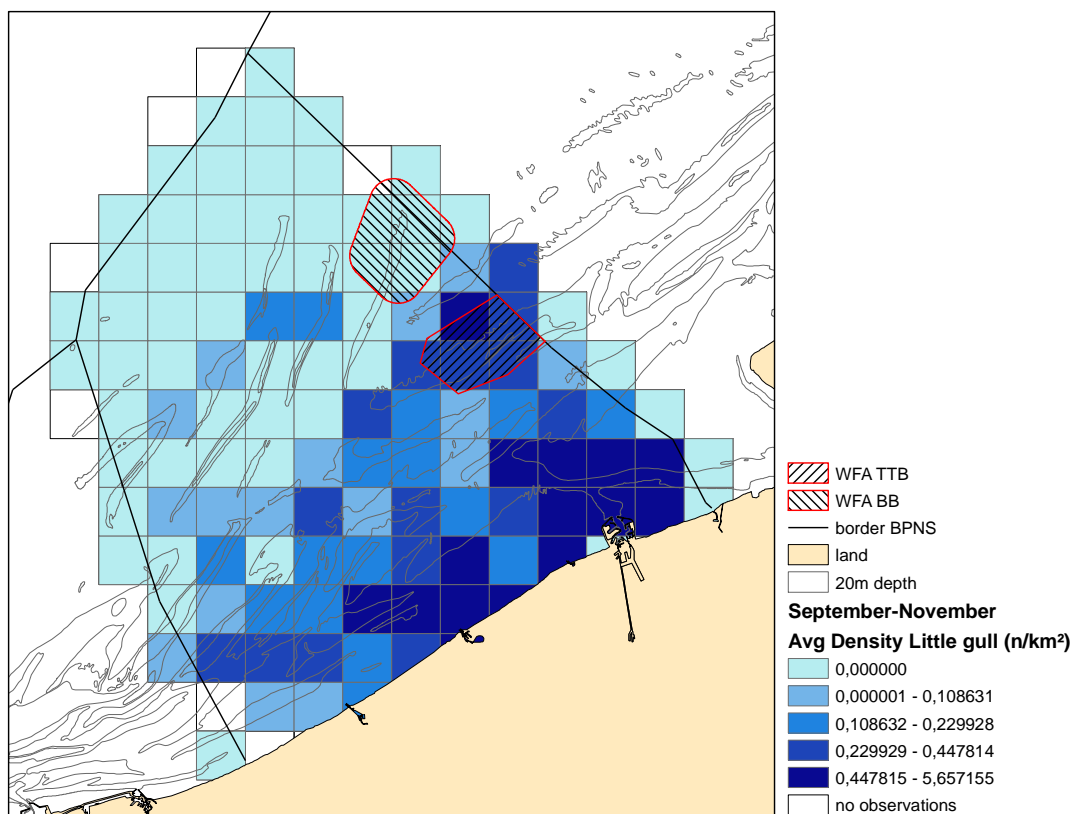 WFA TTB
WFA BB
border BPNS
land
20m depth
September-November
Avg Density Little gull (n/km²)
0,000000
0,000001 - 0,108631
0,108632 - 0,229928
0,229929 - 0,447814
0,447815 - 5,657155
no observations